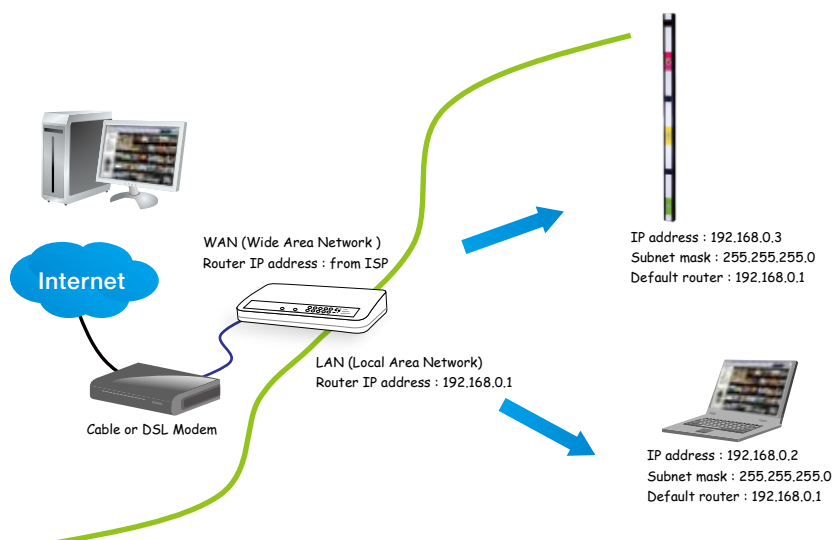 WAN (Wide Area Network )
Router IP address : from ISP
Internet
LAN (Local Area Network)
Router IP address : 192.168.0.1
Cable or DSL Modem
IP address : 192.168.0.3
Subnet mask : 255.255.255.0
Default router : 192.168.0.1
IP address : 192.168.0.2
Subnet mask : 255.255.255.0
Default router : 192.168.0.1